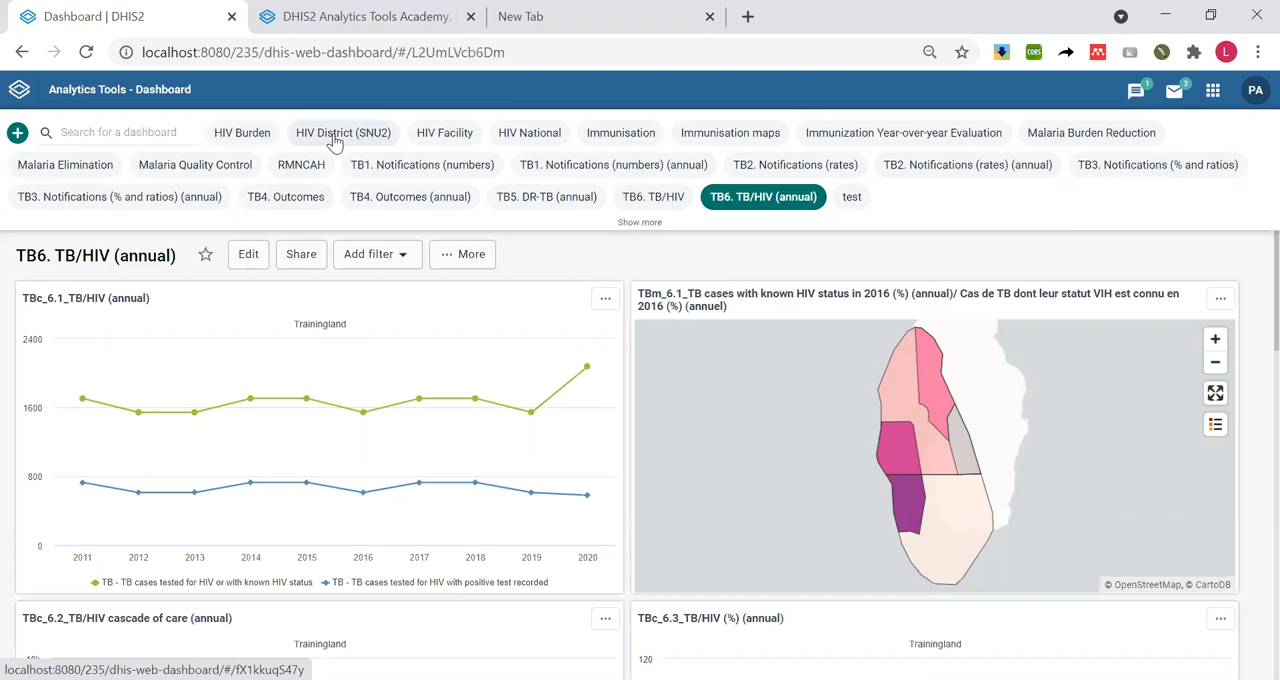 Dashboard | DHIS2
DHIS2 Analytics Tools Academy,
New Tab
localhost:8080/235/dhis-web-dashboard/#/L2UmLVcb6Dm
CORS
L
Analytics Tools - Dashboard
1
3
PA
Search for a dashboard
HIV Burden
HIV District (SNU2)
HIV Facility
HIV National
Immunisation
Immunisation maps
Immunization Year-over-year Evaluation
Malaria Burden Reduction
Malaria Elimination
Malaria Quality Control
RMNCAH
TB1. Notifications (numbers)
TB1. Notifications (numbers) (annual)
TB2. Notifications (rates)
TB2. Notifications (rates) (annual)
TB3. Notifications (% and ratios)
TB3. Notifications (% and ratios) (annual)
TB4. Outcomes
TB4. Outcomes (annual)
TB5. DR-TB (annual)
TB6. TB/HIV
TB6. TB/HIV (annual)
test
Show more
TB6. TB/HIV (annual)
Edit
Share
Add filter
More
TBc_6.1_TB/HIV (annual)
Trainingland
2400
1600
800
0
2011 2012 2013 2014 2015 2016 2017 2018 2019 2020
TB - TB cases tested for HIV or with known HIV status
TB - TB cases tested for HIV with positive test recorded
TBm_6.1_TB cases with known HIV status in 2016 (%) (annual)/ Cas de TB dont leur statut VIH est connu en
2016 (%) (annuel)
© OpenStreetMap, © CartoDB
TBc_6.2_TB/HIV cascade of care (annual)
Trainingland
TBc_6.3_TB/HIV (%) (annual)
Trainingland
120
localhost:8080/235/dhis-web-dashboard/#/fX1kkuqS47y